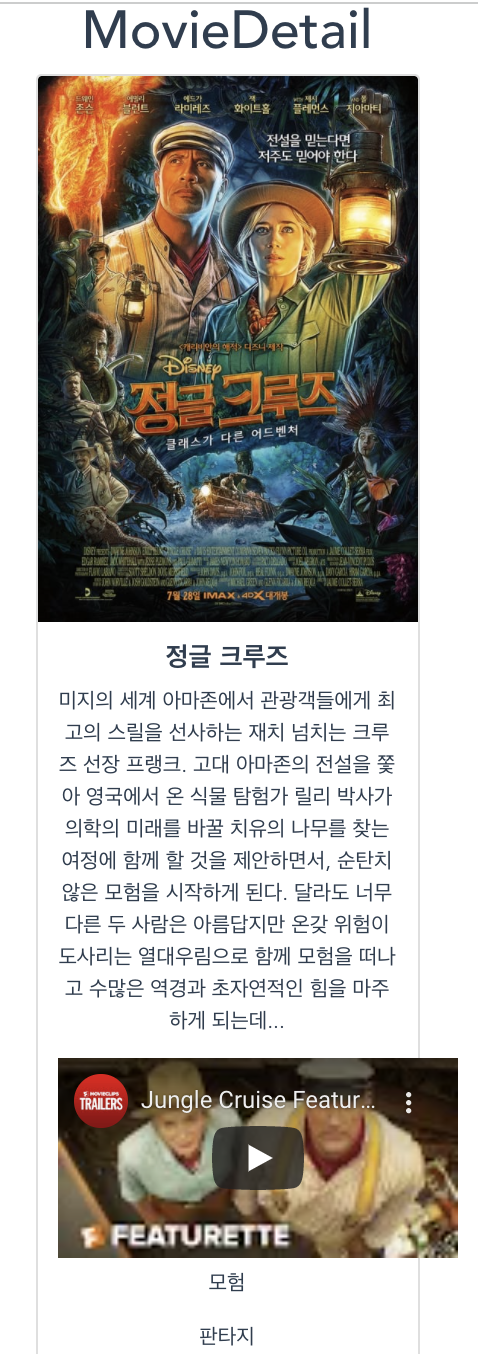 MovieDetail
드웨인 존슨
에밀리 블런트
에드가 라미레즈
잭 화이트홀
WITH 제시 플레먼스
AND 폴 지아마티
전설을 믿는다면
저주도 믿어야 한다
<캐리비안의 해적> 디즈니 제작
Disney
정글 크루즈
클래스가 다른 어드벤처
7월 28일 IMAX · 4DX 대개봉
정글 크루즈
미지의 세계 아마존에서 관광객들에게 최
고의 스릴을 선사하는 재치 넘치는 크루
즈 선장 프랭크. 고대 아마존의 전설을 쫓
아 영국에서 온 식물 탐험가 릴리 박사가
의학의 미래를 바꿀 치유의 나무를 찾는
여정에 함께 할 것을 제안하면서, 순탄치
않은 모험을 시작하게 된다. 달라도 너무
다른 두 사람은 아름답지만 온갖 위험이
도사리는 열대우림으로 함께 모험을 떠나
고 수많은 역경과 초자연적인 힘을 마주
하게 되는데...
MOVIECLIPS
TRAILERS
Jungle Cruise Featur...
FEATURETTE
모험
판타지